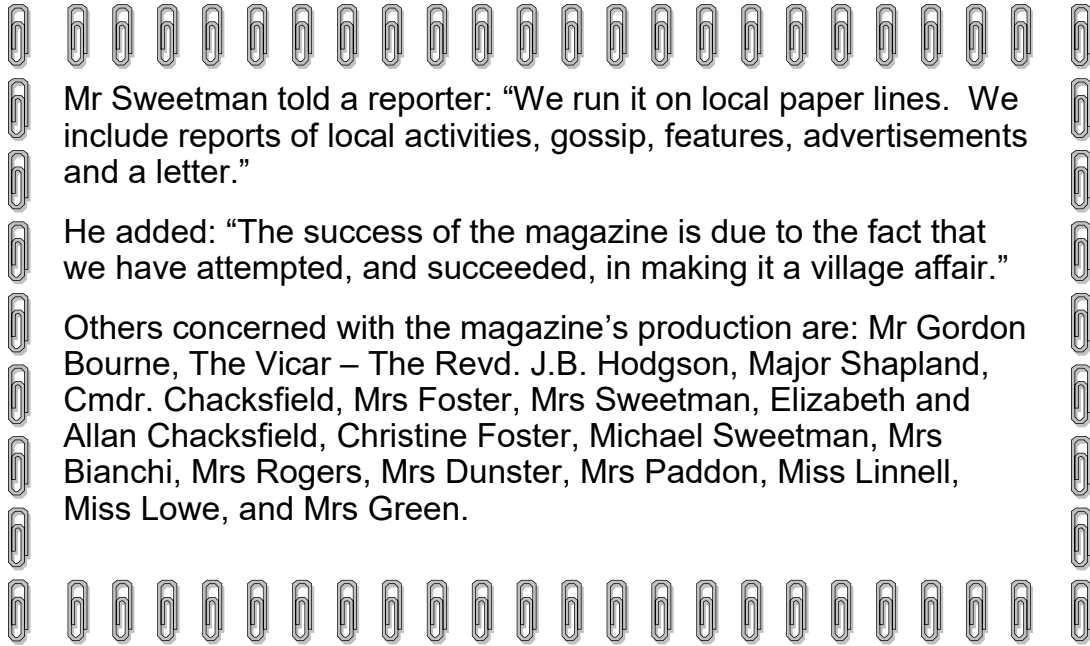 Mr Sweetman told a reporter: “We run it on local paper lines.  We
include reports of local activities, gossip, features, advertisements
and a letter.”
He added: “The success of the magazine is due to the fact that
we have attempted, and succeeded, in making it a village affair.”
Others concerned with the magazine’s production are: Mr Gordon
Bourne, The Vicar – The Revd. J.B. Hodgson, Major Shapland,
Cmdr. Chacksfield, Mrs Foster, Mrs Sweetman, Elizabeth and
Allan Chacksfield, Christine Foster, Michael Sweetman, Mrs
Bianchi, Mrs Rogers, Mrs Dunster, Mrs Paddon, Miss Linnell,
Miss Lowe, and Mrs Green.